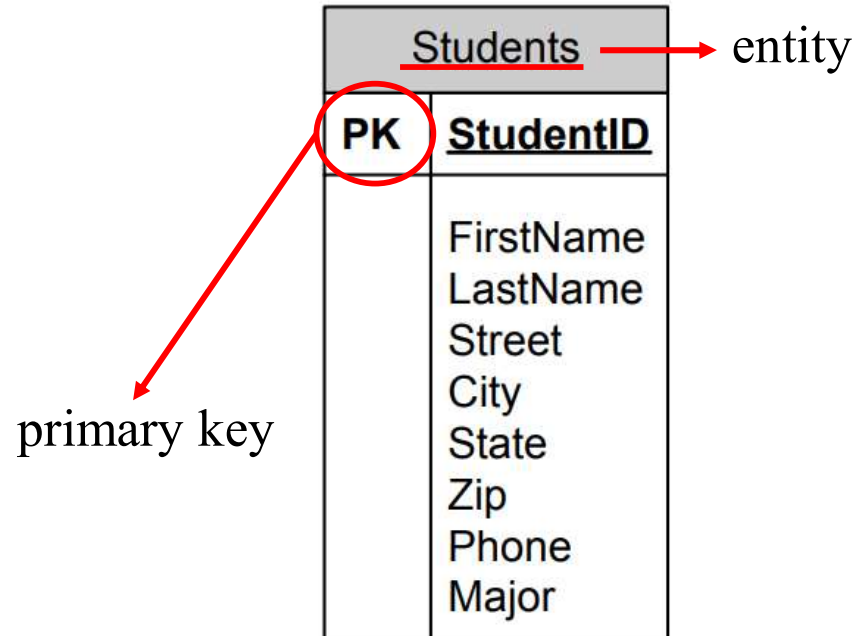 Students
entity
PK StudentID
FirstName
LastName
Street
City
State
Zip
Phone
Major
primary key